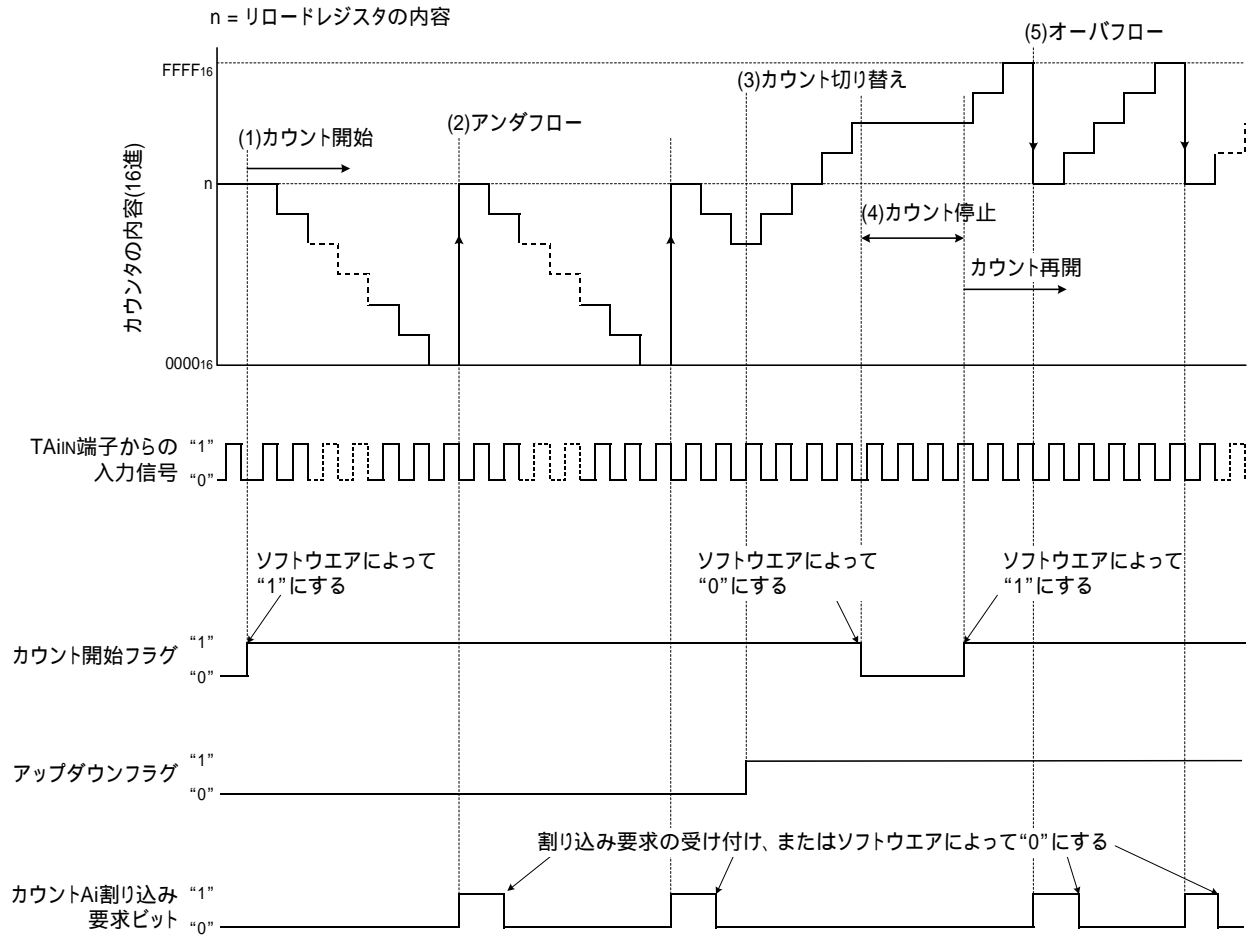 n = リロードレジスタの内容
(5)オーバフロー
FFFF16
(3)カウント切り替え
(2)アンダフロー
(1)カウント開始
n
カウンタの内容(16進)
(4)カウント停止
カウント再開
000016
TAiIN端子からの
入力信号
“1”
“0”
ソフトウエアによって
“1”にする
ソフトウエアによって
“0”にする
ソフトウエアによって
“1”にする
カウント開始フラグ
“1”
“0”
アップダウンフラグ
“1”
“0”
割り込み要求の受け付け、またはソフトウエアによって“0”にする
カウントAi割り込み
要求ビット
“1”
“0”